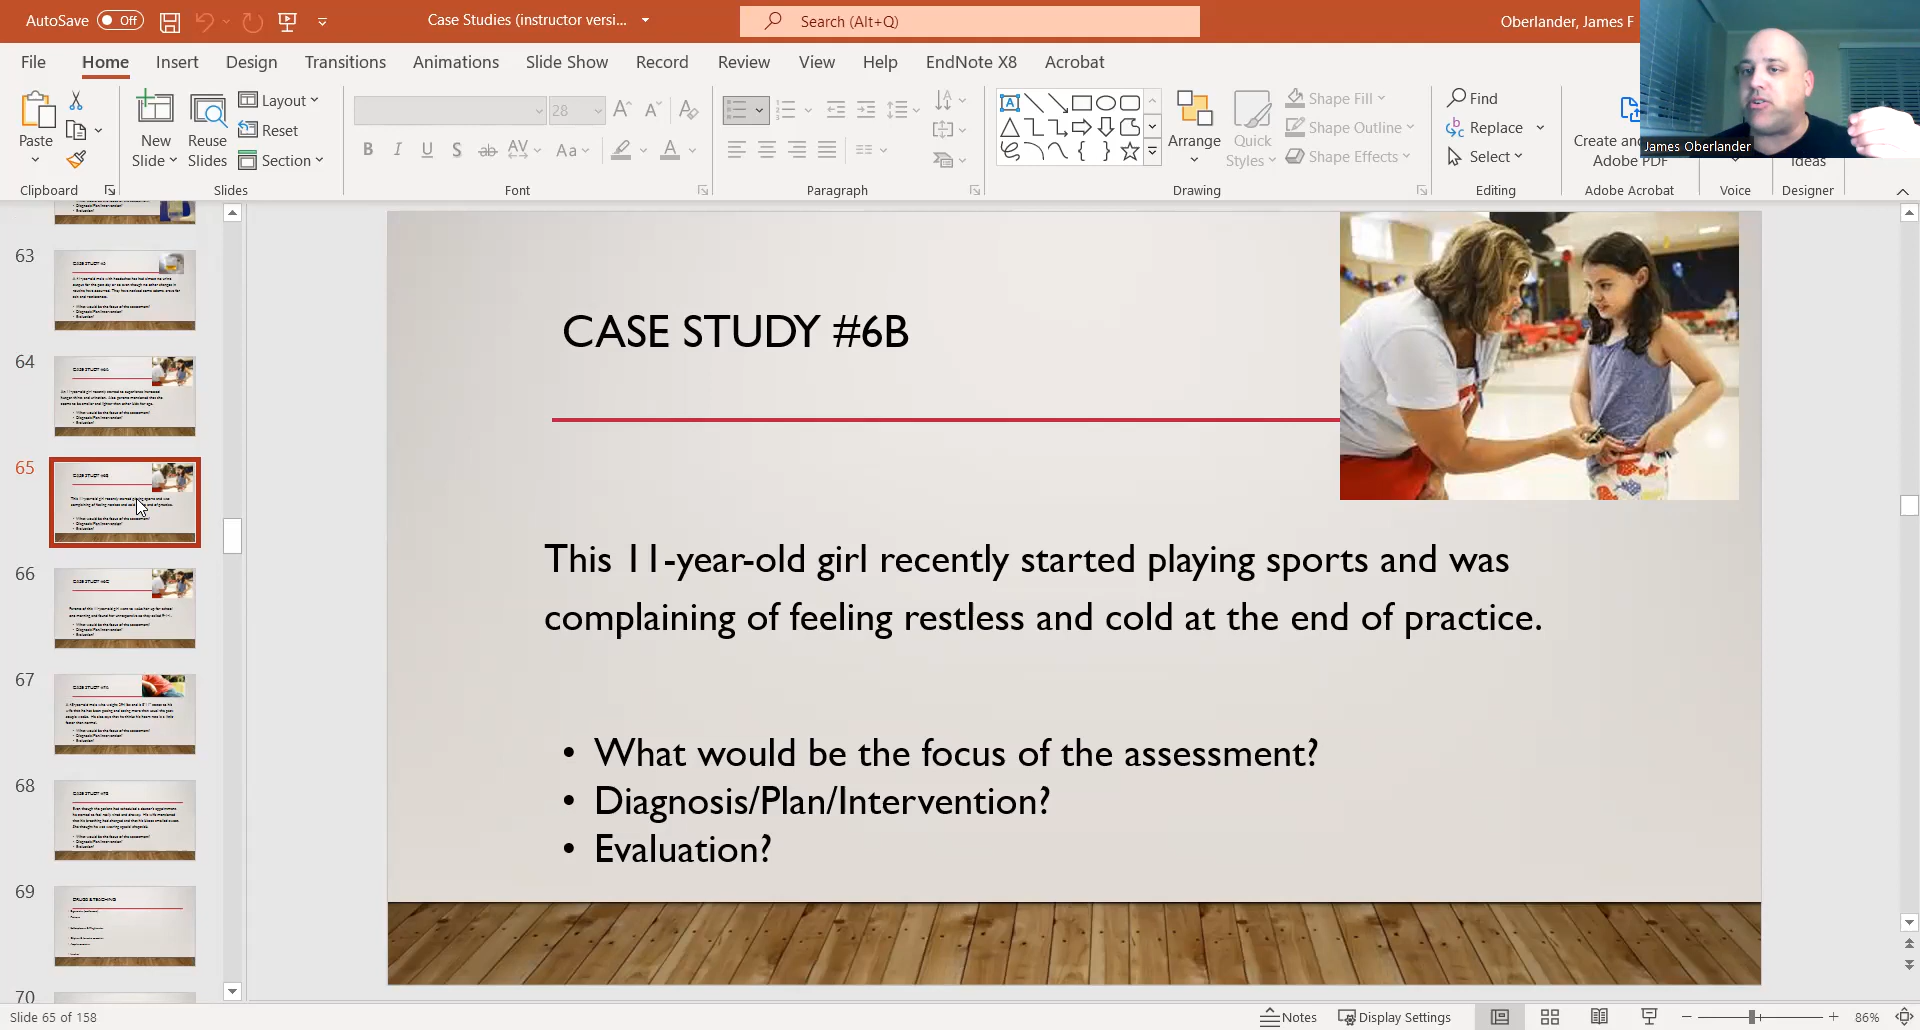 AutoSave Off
Case Studies (instructor versi...
Search (Alt+Q)
Oberlander, James F
File Home Insert Design Transitions Animations Slide Show Record Review View Help EndNote X8 Acrobat
Paste
New Slide
Reuse Slides
Layout
Reset
Section
28
B I U S ab AV Aa A
Arrange
Quick Styles
Shape Fill
Shape Outline
Shape Effects
Find
Replace
Select
Create and
Adobe PDF
Ideas
James Oberlander
Clipboard Slides Font Paragraph Drawing Editing Adobe Acrobat Voice Designer
63
64
65
66
67
68
69
70
CASE STUDY #6B
This 11-year-old girl recently started playing sports and was
complaining of feeling restless and cold at the end of practice.
• What would be the focus of the assessment?
• Diagnosis/Plan/Intervention?
• Evaluation?
Slide 65 of 158
Notes
Display Settings
86%